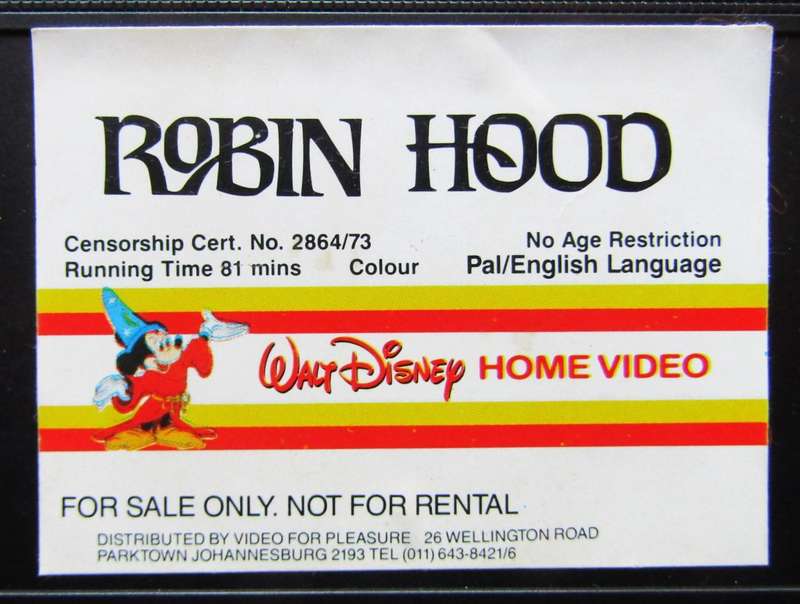 ROBIN HOOD
Censorship Cert. No. 2864/73 No Age Restriction
Running Time 81 mins Colour Pal/English Language
WALT DISNEY HOME VIDEO
FOR SALE ONLY. NOT FOR RENTAL
DISTRIBUTED BY VIDEO FOR PLEASURE 26 WELLINGTON ROAD
PARKTOWN JOHANNESBURG 2193 TEL (011) 643-8421/6